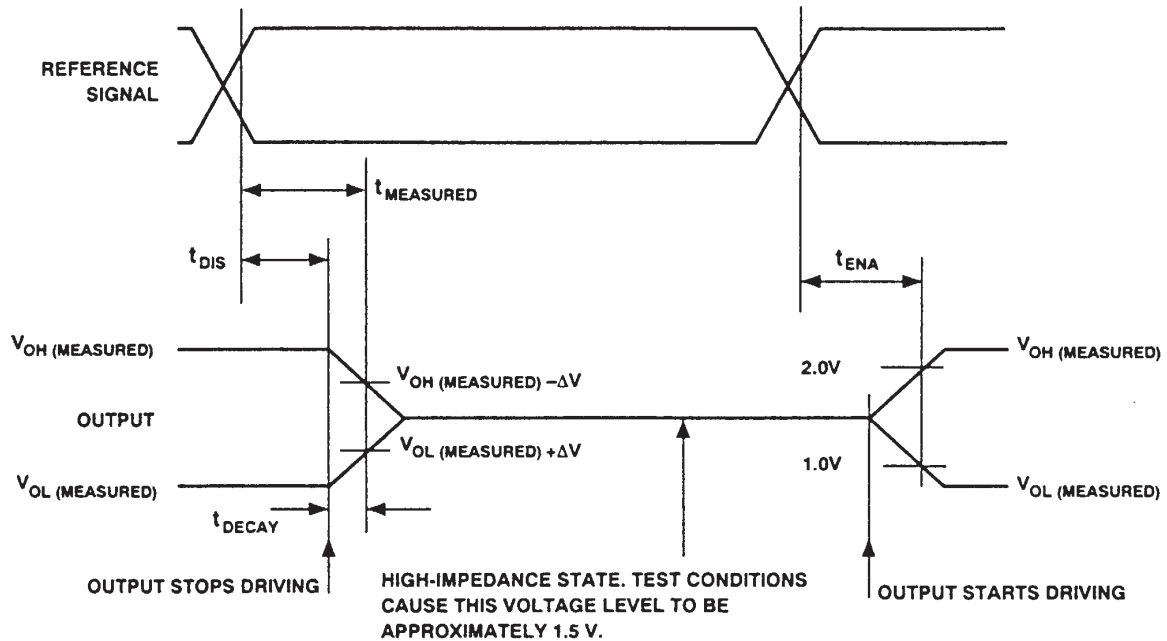 REFERENCE
SIGNAL
tMEASURED
tDIS
tENA
VOH (MEASURED)
VOH (MEASURED) –ΔV
2.0V
VOH (MEASURED)
OUTPUT
VOL (MEASURED) +ΔV
1.0V
VOL (MEASURED)
VOL (MEASURED)
tDECAY
OUTPUT STOPS DRIVING
HIGH-IMPEDANCE STATE. TEST CONDITIONS
CAUSE THIS VOLTAGE LEVEL TO BE
APPROXIMATELY 1.5 V.
OUTPUT STARTS DRIVING